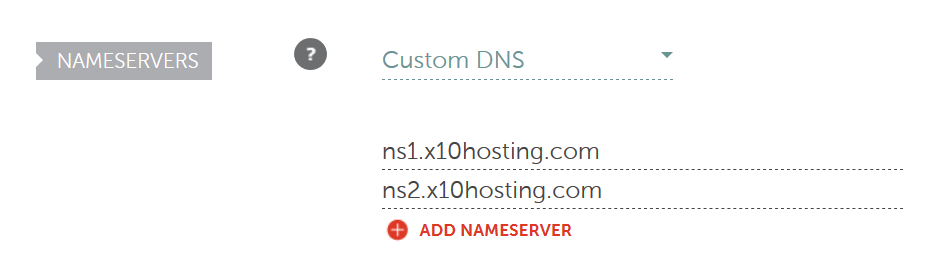 NAMESERVERS ? Custom DNS
ns1.x10hosting.com
ns2.x10hosting.com
ADD NAMESERVER